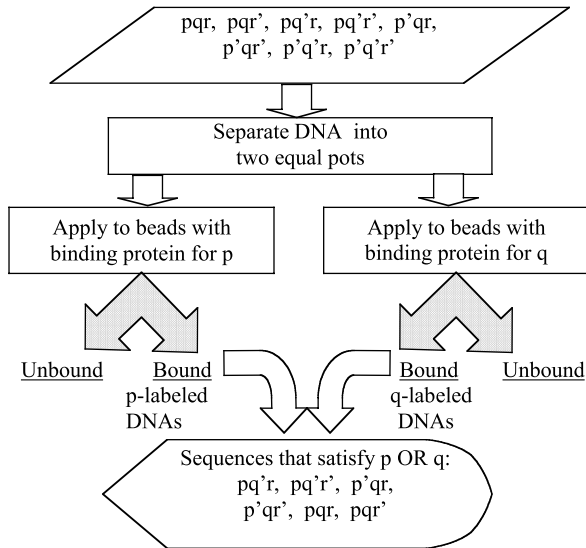 pqr, pqr’, pq’r, pq’r’, p’qr,
p’qr’, p’q’r, p’q’r’
Separate DNA into
two equal pots
Apply to beads with
binding protein for p
Apply to beads with
binding protein for q
Unbound Bound
p-labeled
DNAs
Bound Unbound
q-labeled
DNAs
Sequences that satisfy p OR q:
pq’r, pq’r’, p’qr,
p’qr’, pqr, pqr’